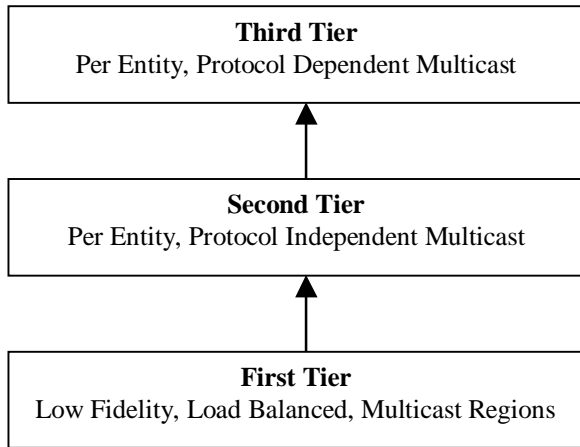 Third Tier
Per Entity, Protocol Dependent Multicast
Second Tier
Per Entity, Protocol Independent Multicast
First Tier
Low Fidelity, Load Balanced, Multicast Regions